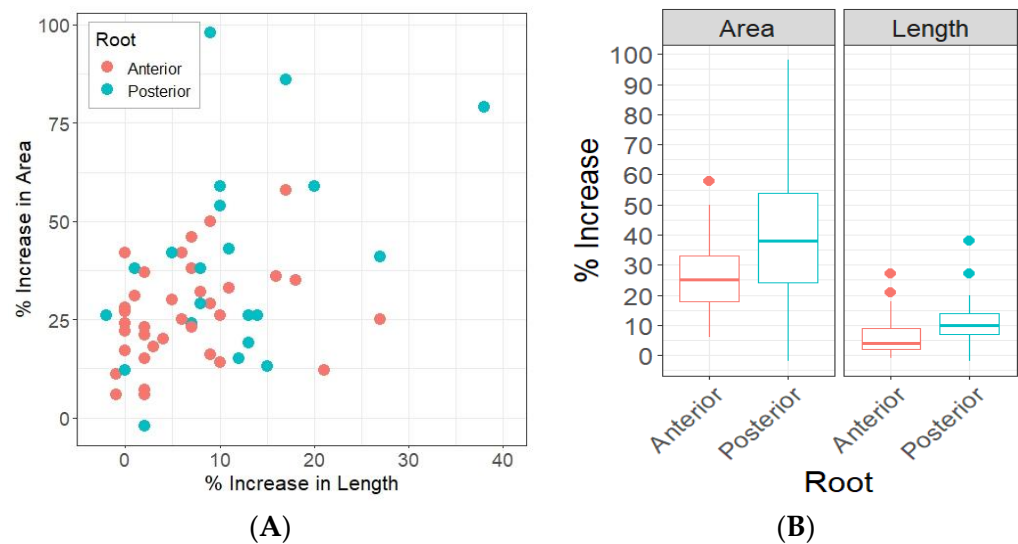 Root
Anterior
Posterior
% Increase in Area
100
75
50
25
0
0 10 20 30 40
% Increase in Length
(A)
Area Length
% Increase
100
90
80
70
60
50
40
30
20
10
0
Anterior Posterior Anterior Posterior
Root
(B)